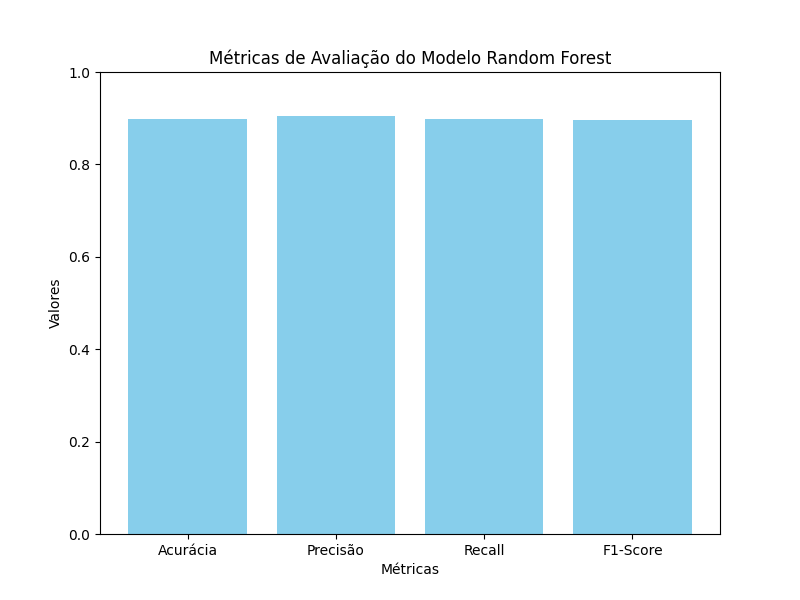 Métricas de Avaliação do Modelo Random Forest
1.0
0.8
0.6
0.4
0.2
0.0
Valores
Acurácia Precisão Recall F1-Score
Métricas